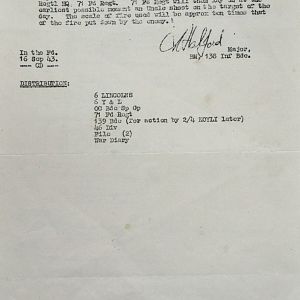 Regtl HQ 71 Fd Regt. 71 Fd Regt will then
earliest possible moment an Uncle shoot on the target of the
day. The scale of fire used will be approx ten times that
of the fire put down by the enemy.
In the Fd.
16 Sep 43.
Major,
BM, 138 Inf Bde.
DISTRIBUTION:
6 LINCOLNS
6 Y & L
OC Bde Sp Gp
71 Fd Regt
139 Bde (for action by 2/4 KOYLI later)
46 Div
File (2)
War Diary